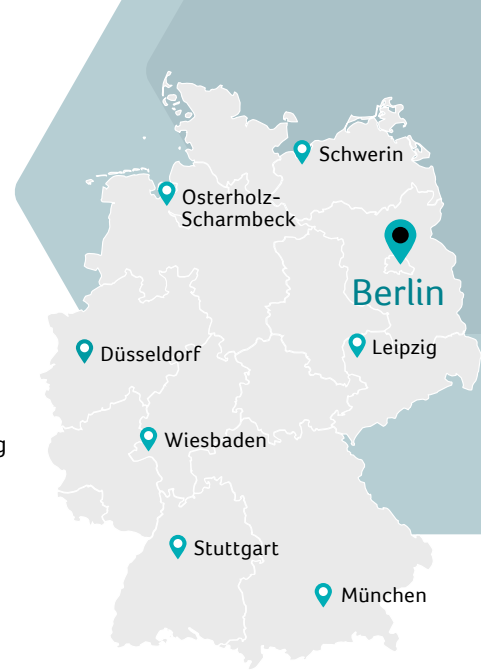 Schwerin
Osterholz-
Scharmbeck
Berlin
Leipzig
Düsseldorf
Wiesbaden
g
Stuttgart
München